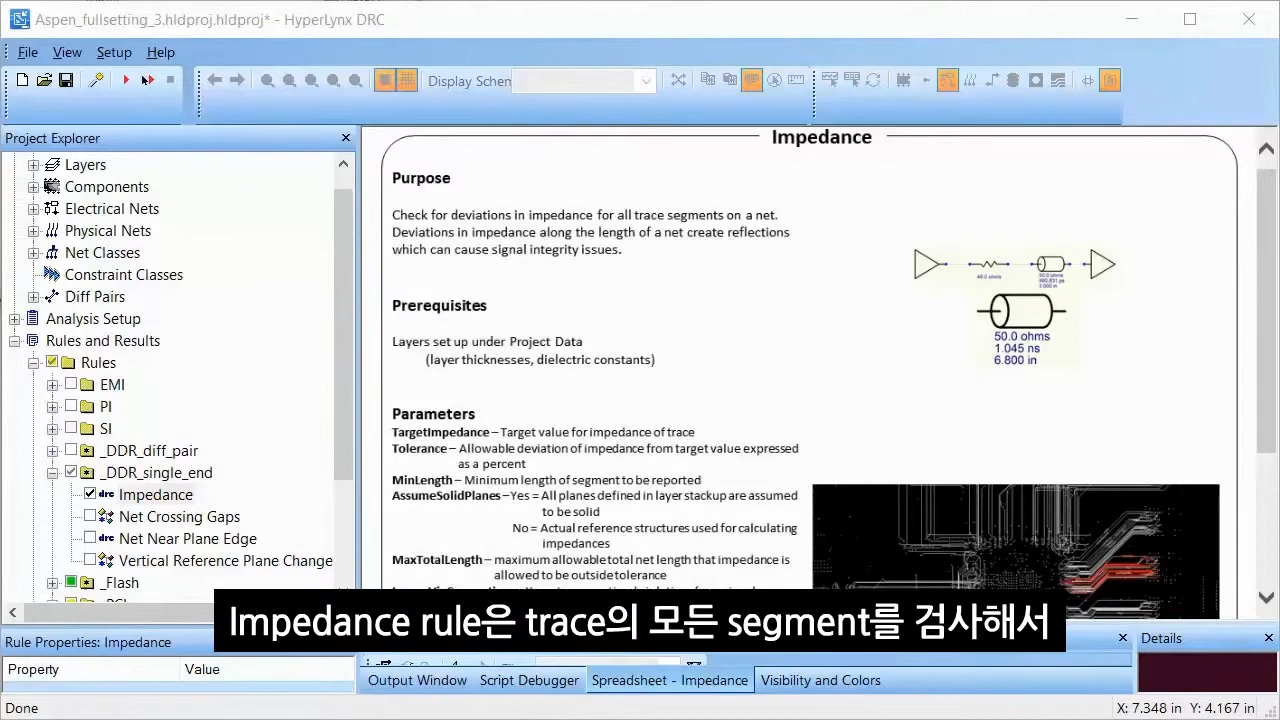 Aspen_fullsetting_3.hldproj.hldproj* - HyperLynx DRC
File View Setup Help
Display Schem
Project Explorer
Layers
Components
Electrical Nets
Physical Nets
Net Classes
Constraint Classes
Diff Pairs
Analysis Setup
Rules and Results
Rules
EMI
PI
SI
_DDR_diff_pair
_DDR_single_end
Impedance
Net Crossing Gaps
Net Near Plane Edge
Vertical Reference Plane Change
_Flash
Impedance
Purpose
Check for deviations in impedance for all trace segments on a net.
Deviations in impedance along the length of a net create reflections
which can cause signal integrity issues.
Prerequisites
Layers set up under Project Data
(layer thicknesses, dielectric constants)
Parameters
TargetImpedance – Target value for impedance of trace
Tolerance – Allowable deviation of impedance from target value expressed
as a percent
MinLength – Minimum length of segment to be reported
AssumeSolidPlanes – Yes = All planes defined in layer stackup are assumed
to be solid
No = Actual reference structures used for calculating
impedances
MaxTotalLength – maximum allowable total net length that impedance is
allowed to be outside tolerance
50.0 ohms
1.045 ns
6.800 in
Impedance rule은 trace의 모든 segment를 검사해서
Rule Properties: Impedance
Property Value
Details
Output Window Script Debugger Spreadsheet - Impedance Visibility and Colors
Done
X: 7.348 in Y: 4.167 in